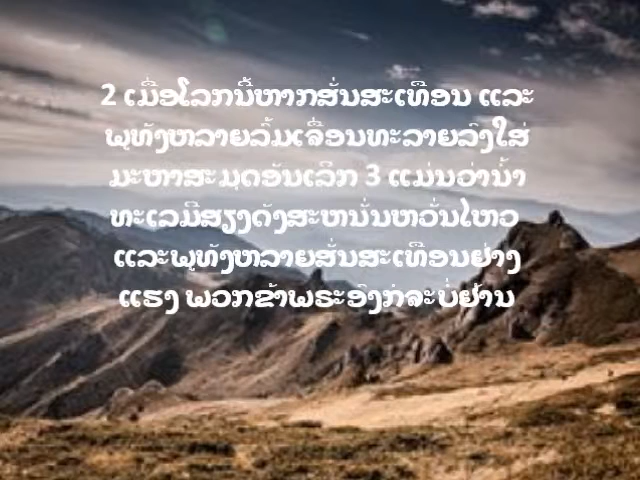 2 ເມື່ອໂລກນີ້ຫາກສັ່ນສະເທືອນ ແລະ
ພູທັງຫລາຍລົ້ມເຈື່ອນທະລາຍລົງໃສ່
ມະຫາສະມຸດອັນເລິກ 3 ແມ່ນວ່ານ້ຳ
ທະເລມີສຽງດັງສະຫນັ່ນຫວັ່ນໄຫວ
ແລະພູທັງຫລາຍສັ່ນສະເທືອນຢ່າງ
ແຮງ ພວກຂ້າພຣະອົງກໍຈະບໍ່ຢ້ານ